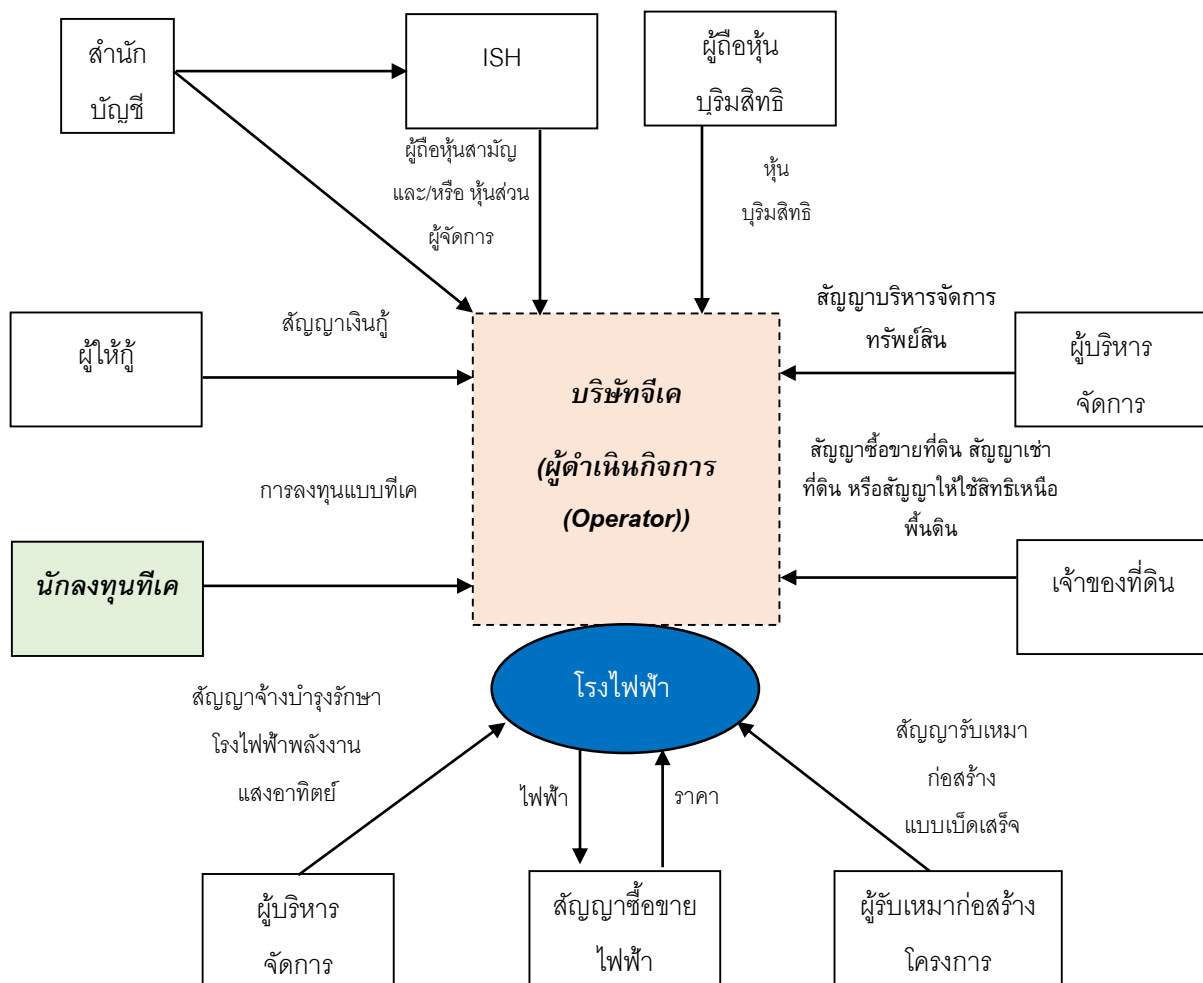 สำนัก
บัญชี
ISH
ผู้ถือหุ้น
บุริมสิทธิ
ผู้ถือหุ้นสามัญ
และ/หรือ หุ้นส่วน
ผู้จัดการ
หุ้น
บุริมสิทธิ
ผู้ให้กู้
สัญญาเงินกู้
บริษัทจีเค
(ผู้ดำเนินกิจการ
(Operator))
สัญญาบริหารจัดการ
ทรัพย์สิน
ผู้บริหาร
จัดการ
การลงทุนแบบทีเค
นักลงทุนทีเค
สัญญาซื้อขายที่ดิน สัญญาเช่า
ที่ดิน หรือสัญญาให้ใช้สิทธิเหนือ
พื้นดิน
เจ้าของที่ดิน
โรงไฟฟ้า
สัญญาจ้างบำรุงรักษา
โรงไฟฟ้าพลังงาน
แสงอาทิตย์
ไฟฟ้า
ราคา
สัญญารับเหมา
ก่อสร้าง
แบบเบ็ดเสร็จ
ผู้บริหาร
จัดการ
สัญญาซื้อขาย
ไฟฟ้า
ผู้รับเหมาก่อสร้าง
โครงการ